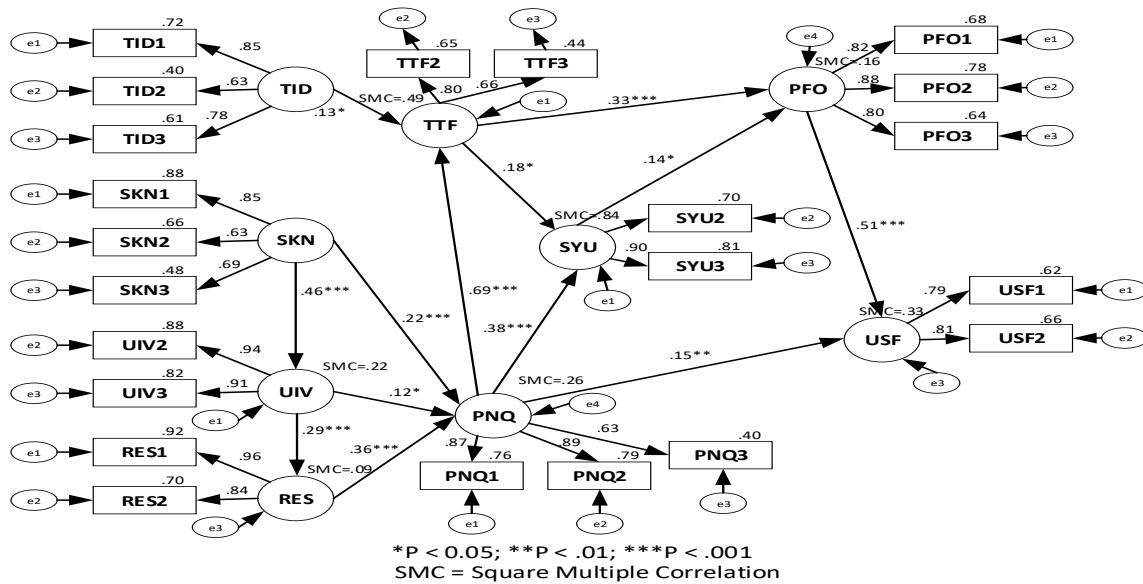 .72
e1 TID1 .85
.40
e2 TID2 .63
TID
.61
e3 TID3 .78
.13*
SMC=.49
e2 e3
.65 .44
TTF2 TTF3
.80 .66
e1
TTF
.33***
.18*
e4
SMC=.16
PFO
.82 .68
PFO1 e1
.88 .78
PFO2 e2
.80 .64
PFO3 e3
.14*
.88
e1 SKN1 .85
.66
e2 SKN2 .63
SKN
.48
e3 SKN3 .69
.46***
.22***
.69***
.38***
SMC=.84
SYU
e1
.70
SYU2 e2
.90 .81
SYU3 e3
.51***
.88
e2 UIV2 .94
.82
e3 UIV3 .91
e1
UIV
SMC=.22
.12*
.29***
SMC=.26
PNQ
e4
.15**
SMC=.33
USF
e3
.79 .62
USF1 e1
.81 .66
USF2 e2
.92
e1 RES1 .96
.70
e2 RES2 .84
e3
SMC=.09
RES
.36***
.87 .76
PNQ1
e1
.89 .79
PNQ2
e2
.63 .40
PNQ3
e3
*P < 0.05; **P < .01; ***P < .001
SMC = Square Multiple Correlation